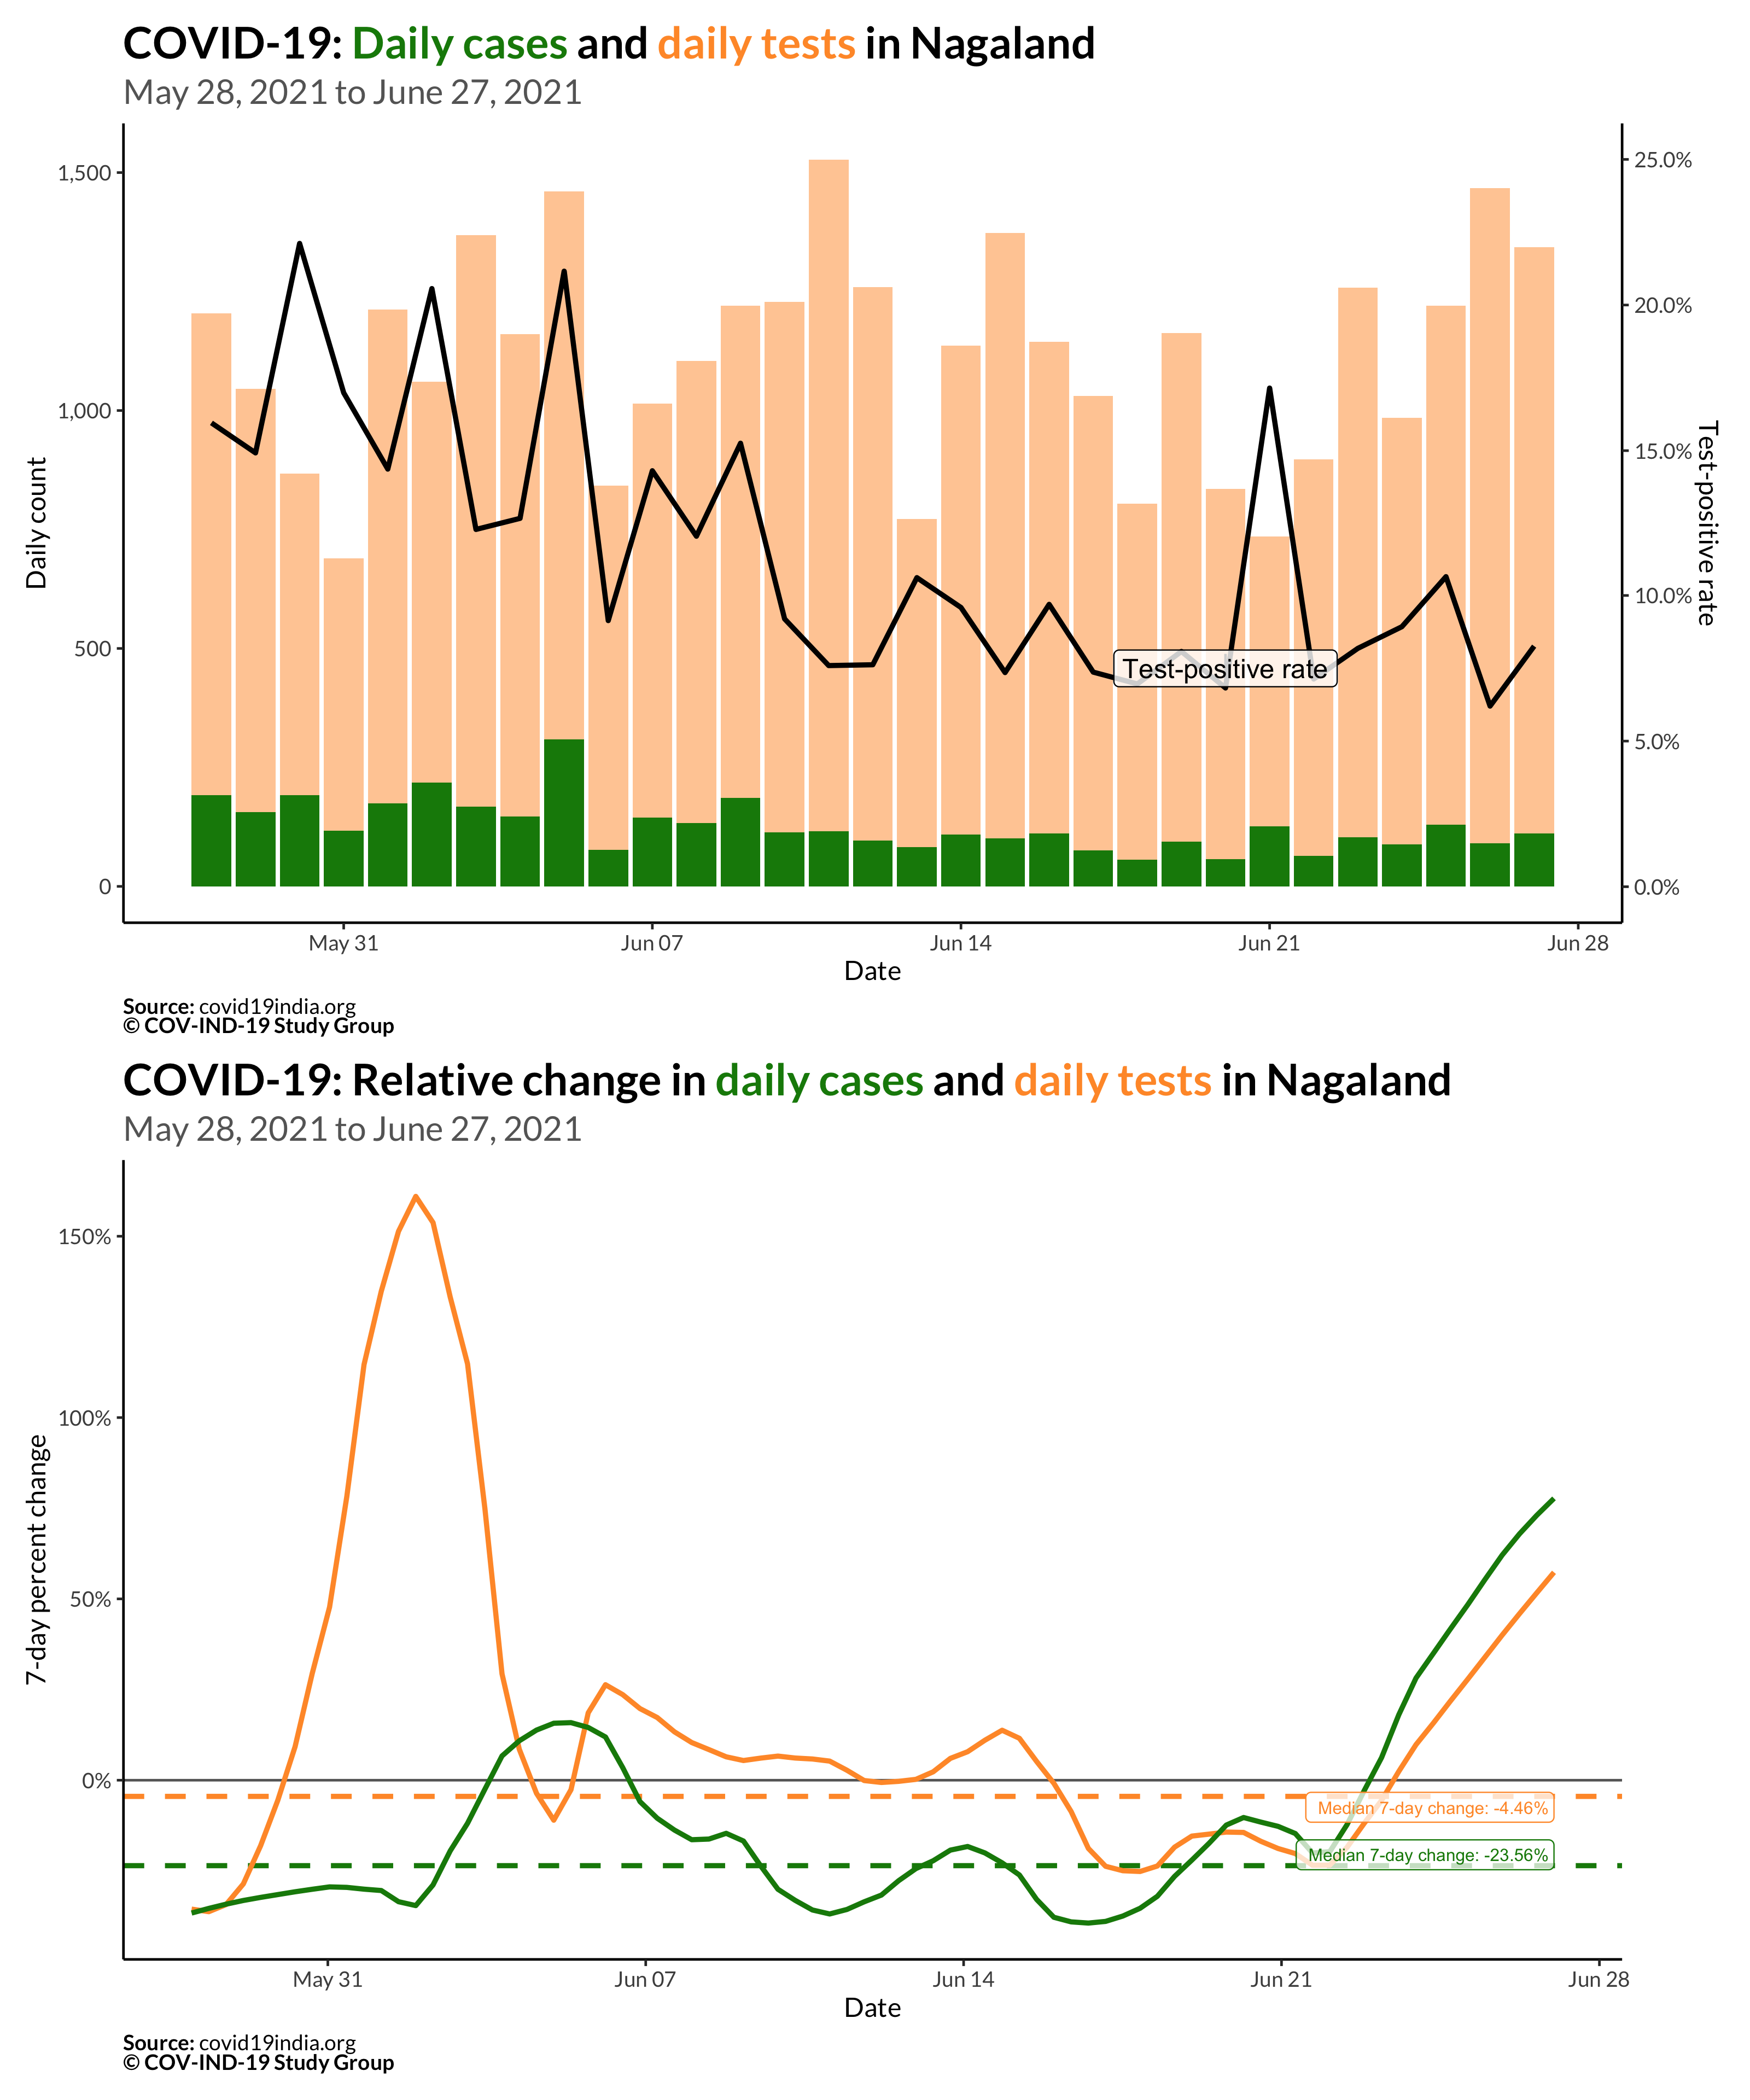 COVID-19: Daily cases and daily tests in Nagaland
May 28, 2021 to June 27, 2021
1,500
1,000
500
0
Daily count
25.0%
20.0%
15.0%
10.0%
5.0%
0.0%
Test-positive rate
Test-positive rate
May 31
Jun 07
Jun 14
Jun 21
Jun 28
Date
Source: covid19india.org
© COV-IND-19 Study Group
COVID-19: Relative change in daily cases and daily tests in Nagaland
May 28, 2021 to June 27, 2021
150%
100%
50%
0%
7-day percent change
Median 7-day change: -4.46%
Median 7-day change: -23.56%
May 31
Jun 07
Jun 14
Jun 21
Jun 28
Date
Source: covid19india.org
© COV-IND-19 Study Group